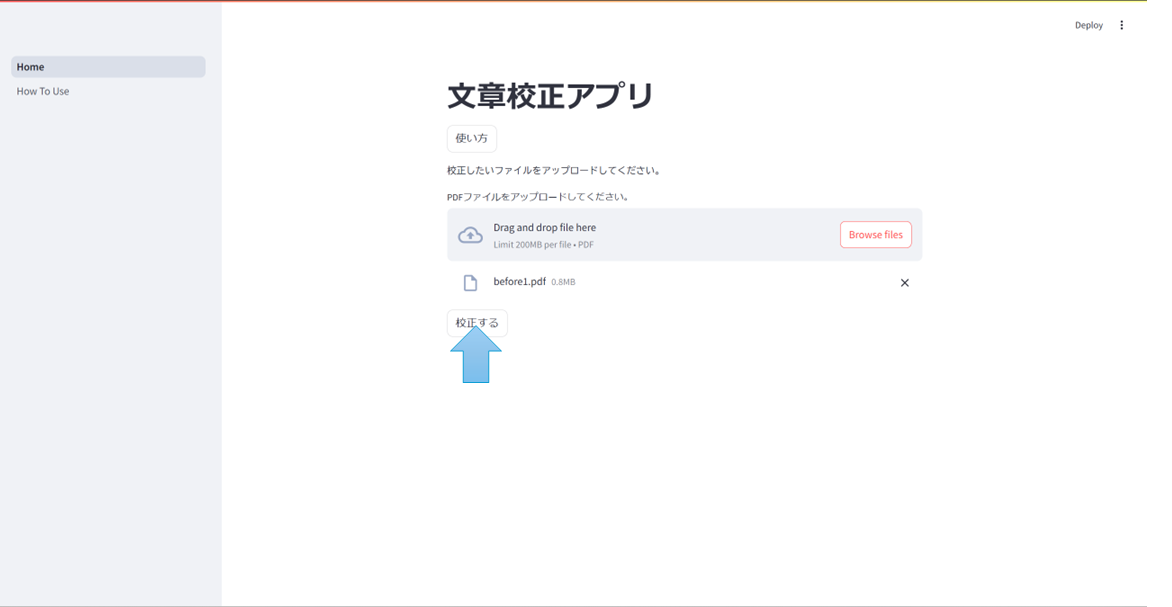 Deploy
Home
How To Use
文章校正アプリ
使い方
校正したいファイルをアップロードしてください。
PDFファイルをアップロードしてください。
Drag and drop file here
Limit 200MB per file • PDF
Browse files
before1.pdf 0.8MB
校正する